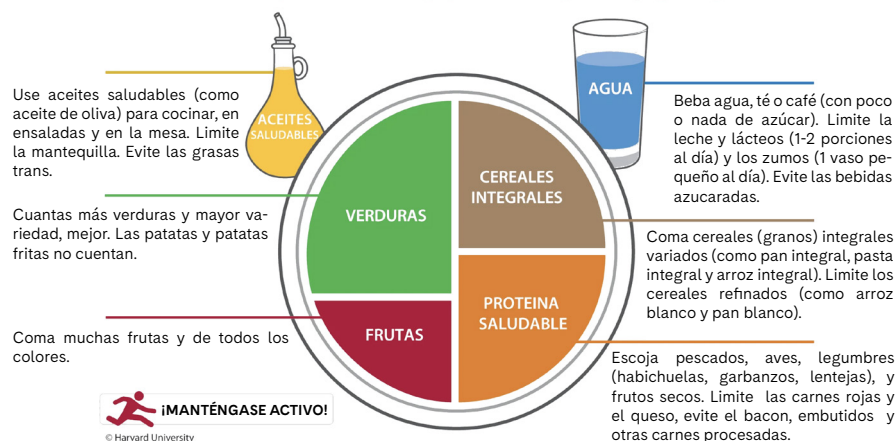 Use aceites saludables (como
aceite de oliva) para cocinar, en
ensaladas y en la mesa. Limite
la mantequilla. Evite las grasas
trans.
ACEITES
SALUDABLES
AGUA
Beba agua, té o café (con poco
o nada de azúcar). Limite la
leche y lácteos (1-2 porciones
al día) y los zumos (1 vaso pe-
queño al día). Evite las bebidas
azucaradas.
Cuantas más verduras y mayor va-
riedad, mejor. Las patatas y patatas
fritas no cuentan.
VERDURAS
CEREALES
INTEGRALES
Coma cereales (granos) integrales
variados (como pan integral, pasta
integral y arroz integral). Limite los
cereales refinados (como arroz
blanco y pan blanco).
Coma muchas frutas y de todos los
colores.
FRUTAS
PROTEINA
SALUDABLE
Escoja pescados, aves, legumbres
(habichuelas, garbanzos, lentejas), y
frutos secos. Limite las carnes rojas y
el queso, evite el bacon, embutidos y
otras carnes procesadas.
¡MANTÉNGASE ACTIVO!
© Harvard University